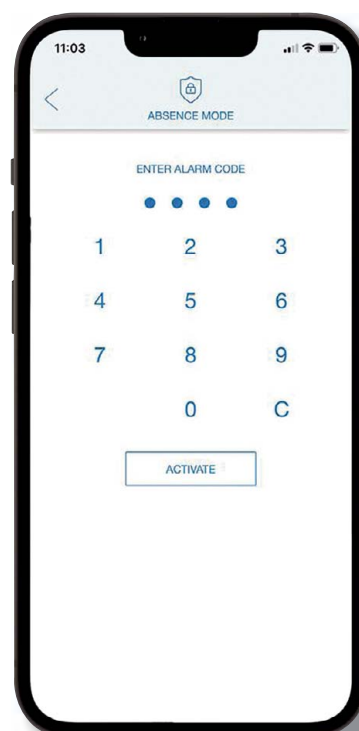 11:03
ABSENCE MODE
ENTER ALARM CODE
1 2 3
4 5 6
7 8 9
0 C
ACTIVATE